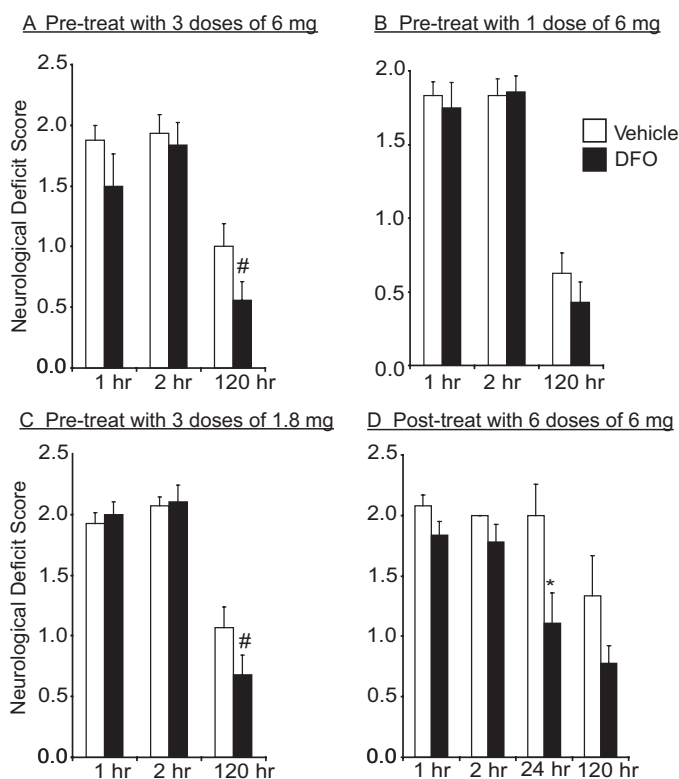 A Pre-treat with 3 doses of 6 mg
Neurological Deficit Score
2.5
2.0
1.5
1.0
0.5
0.0
#
1 hr 2 hr 120 hr
B Pre-treat with 1 dose of 6 mg
2.0
1.5
1.0
0.5
0.0
Vehicle
DFO
1 hr 2 hr 120 hr
C Pre-treat with 3 doses of 1.8 mg
Neurological Deficit Score
2.5
2.0
1.5
1.0
0.5
0.0
#
1 hr 2 hr 120 hr
D Post-treat with 6 doses of 6 mg
2.5
2.0
1.5
1.0
0.5
0.0
*
1 hr 2 hr 24 hr 120 hr